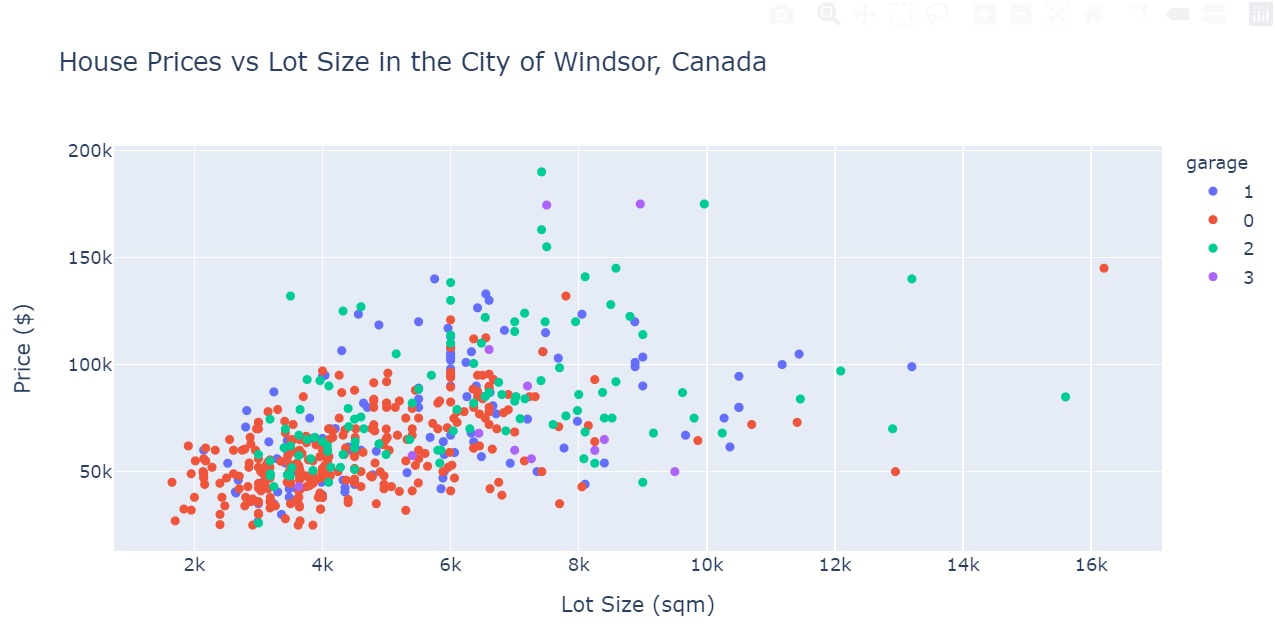 House Prices vs Lot Size in the City of Windsor, Canada
200k
150k
100k
50k
Price ($)
2k 4k 6k 8k 10k 12k 14k 16k
Lot Size (sqm)
garage
1
0
2
3